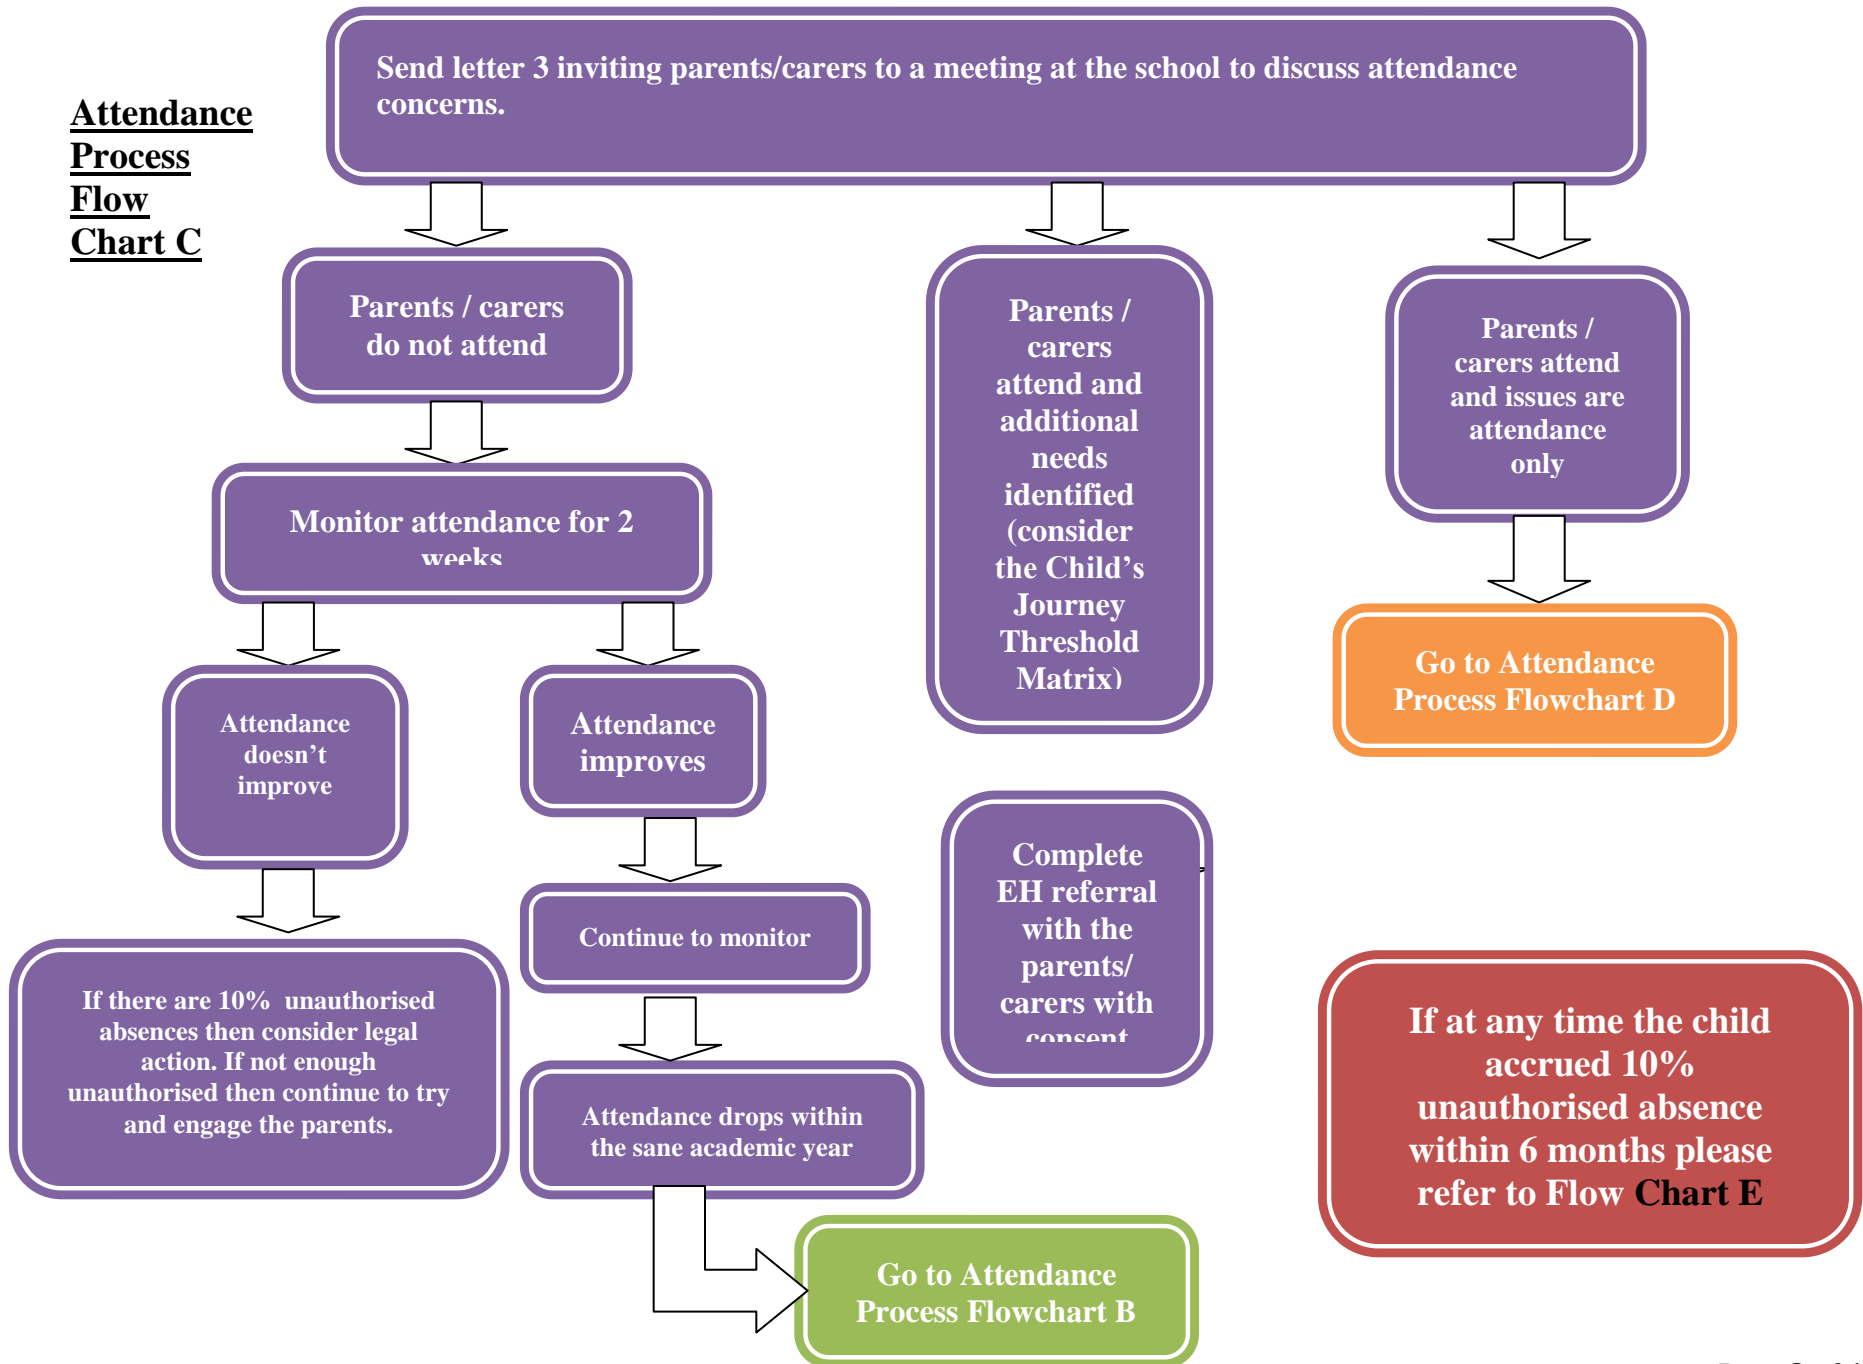 Attendance
Process
Flow
Chart C
Send letter 3 inviting parents/carers to a meeting at the school to discuss attendance
concerns.
Parents / carers
do not attend
Monitor attendance for 2
weeks
Attendance
doesn't
improve
If there are 10%  unauthorised
absences then consider legal
action. If not enough
unauthorised then continue to try
and engage the parents.
Attendance
improves
Continue to monitor
Attendance drops within
the sane academic year
Go to Attendance
Process Flowchart B
Parents /
carers
attend and
additional
needs
identified
(consider
the Child's
Journey
Threshold
Matrix)
Complete
EH referral
with the
parents/
carers with
consent
Parents /
carers attend
and issues are
attendance
only
Go to Attendance
Process Flowchart D
If at any time the child
accrued 10%
unauthorised absence
within 6 months please
refer to Flow Chart E